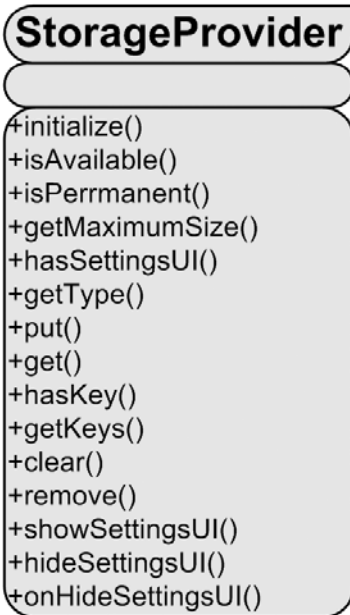 StorageProvider
+initialize()
+isAvailable()
+isPerrmanent()
+getMaximumSize()
+hasSettingsUI()
+getType()
+put()
+get()
+hasKey()
+getKeys()
+clear()
+remove()
+showSettingsUI()
+hideSettingsUI()
+onHideSettingsUI()